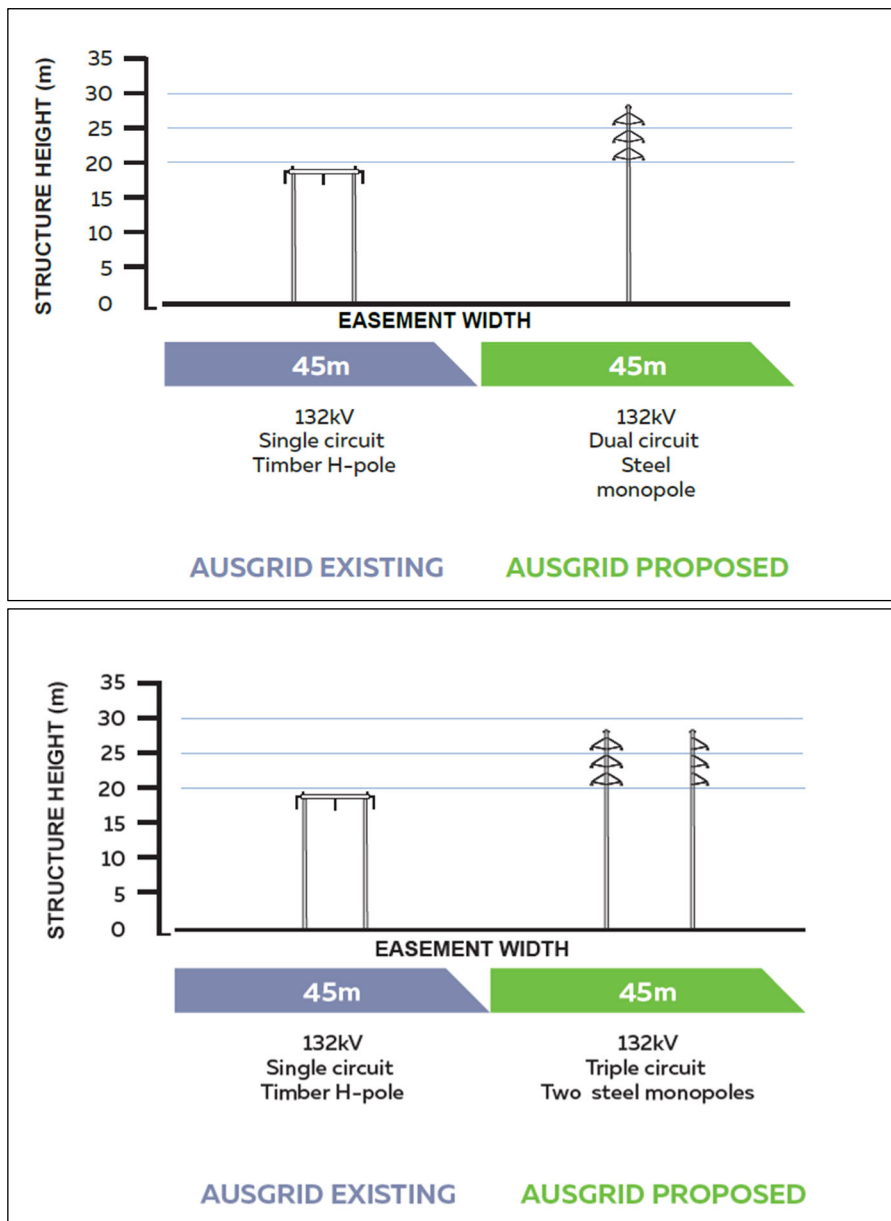 STRUCTURE HEIGHT (m)
35
30
25
20
15
10
5
0
EASEMENT WIDTH
45m
45m
132kV
Single circuit
Timber H-pole
132kV
Dual circuit
Steel
monopole
AUSGRID EXISTING
AUSGRID PROPOSED
STRUCTURE HEIGHT (m)
35
30
25
20
15
10
5
0
EASEMENT WIDTH
45m
45m
132kV
Single circuit
Timber H-pole
132kV
Triple circuit
Two steel monopoles
AUSGRID EXISTING
AUSGRID PROPOSED